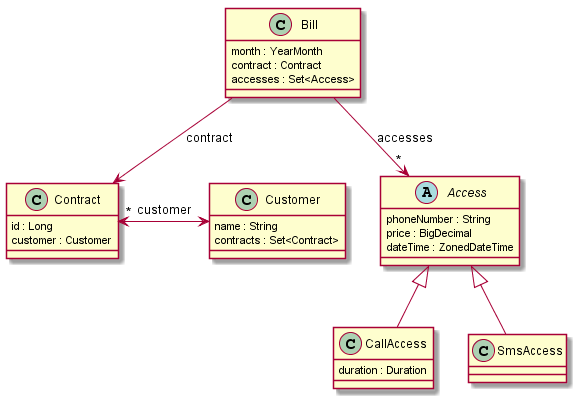 C Bill
month : YearMonth
contract : Contract
accesses : Set<Access>
contract
accesses
*
C Contract
id : Long
customer : Customer
* customer
C Customer
name : String
contracts : Set<Contract>
A Access
phoneNumber : String
price : BigDecimal
dateTime : ZonedDateTime
C CallAccess
duration : Duration
C SmsAccess